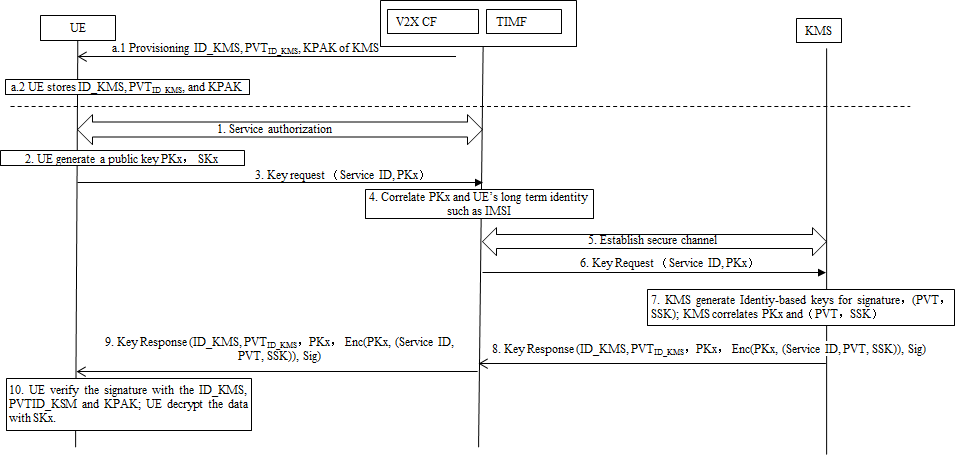 UE
V2X CF
TIMF
KMS
a.1 Provisioning ID_KMS, PVTID_KMS, KPAK of KMS
a.2 UE stores ID_KMS, PVTID_KMS, and KPAK
1. Service authorization
2. UE generate a public key PKx， SKx
3. Key request （Service ID, PKx）
4. Correlate PKx and UE's long term identity
such as IMSI
5. Establish secure channel
6. Key Request （Service ID, PKx）
7. KMS generate Identiy-based keys for signature，(PVT，
SSK); KMS correlates PKx and（PVT，SSK）
8. Key Response (ID_KMS, PVTID_KMS，PKx， Enc(PKx, (Service ID, PVT, SSK)), Sig)
9. Key Response (ID_KMS, PVTID_KMS，PKx， Enc(PKx, (Service ID,
PVT, SSK)), Sig)
10. UE verify the signature with the ID_KMS,
PVTID_KSM and KPAK; UE decrypt the data
with SKx.